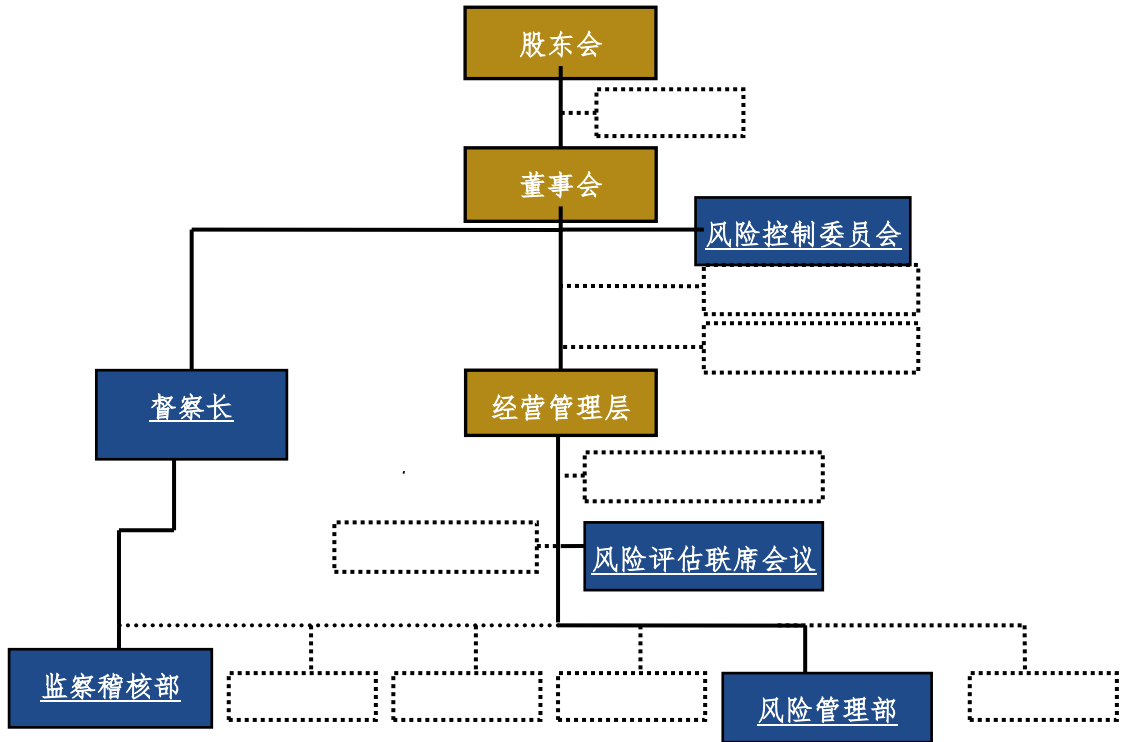 股东会
董事会
风险控制委员会
督察长
经营管理层
风险评估联席会议
监察稽核部
风险管理部